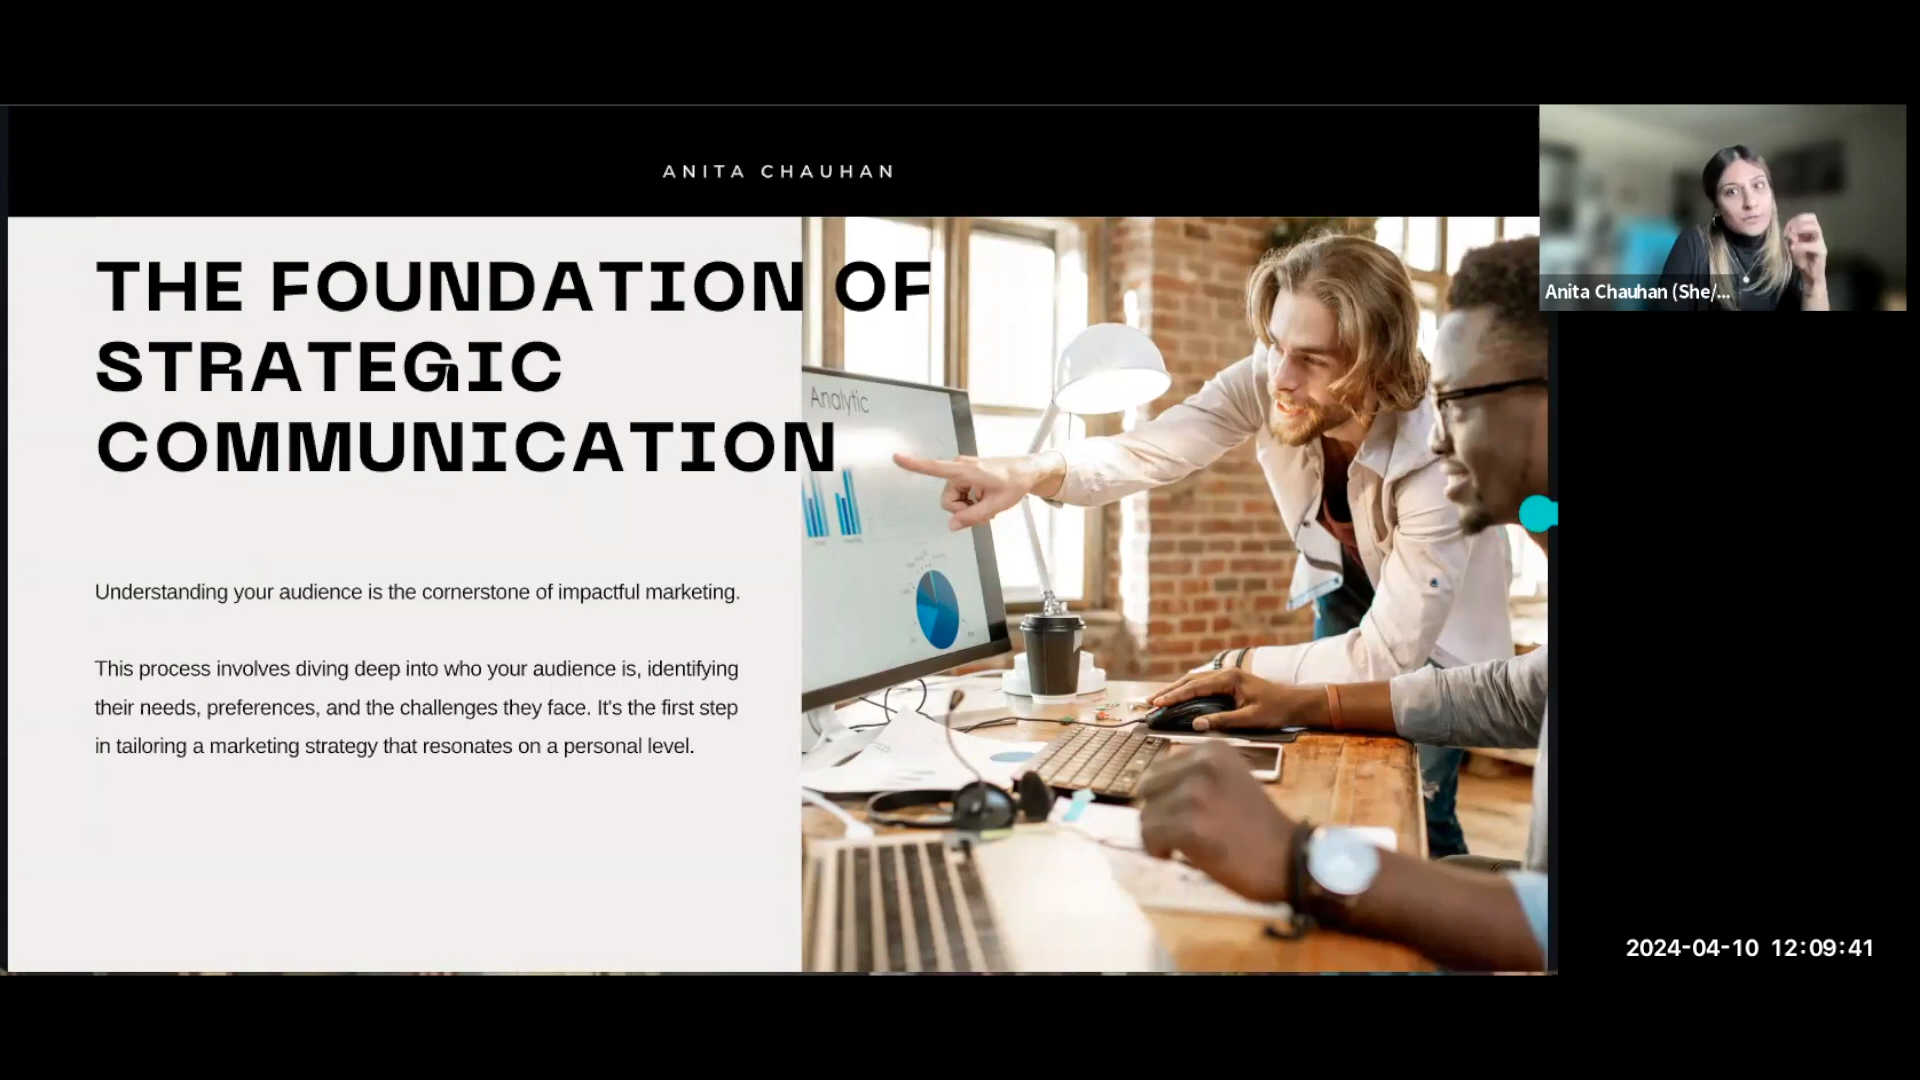 ANITA CHAUHAN
THE FOUNDATION OF
STRATEGIC
COMMUNICATION
Understanding your audience is the cornerstone of impactful marketing.
This process involves diving deep into who your audience is, identifying
their needs, preferences, and the challenges they face. It's the first step
in tailoring a marketing strategy that resonates on a personal level.
Analytic
Anita Chauhan (She/...
2024-04-10 12:09:41